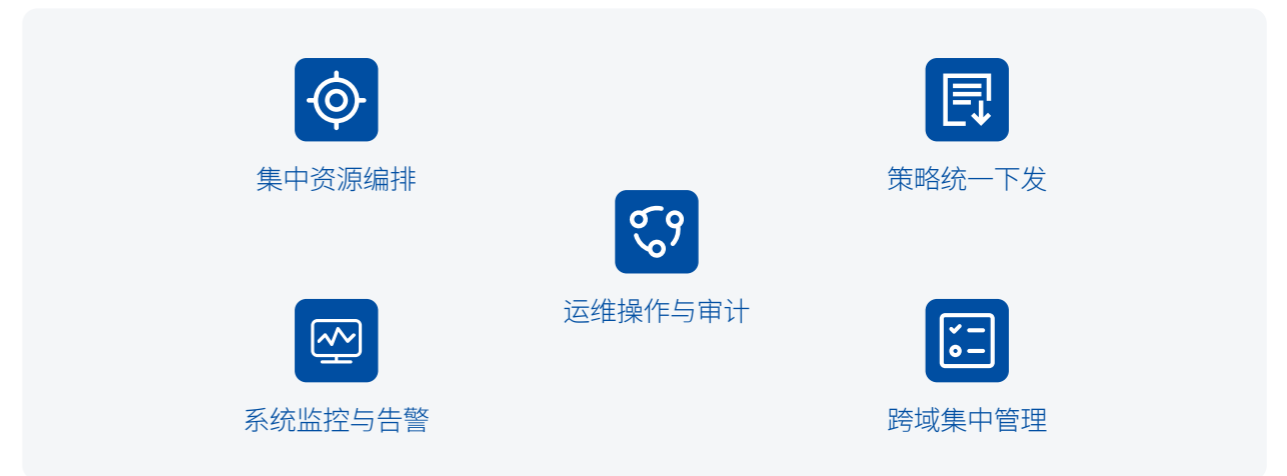 集中资源编排
策略统一下发
运维操作与审计
系统监控与告警
跨域集中管理